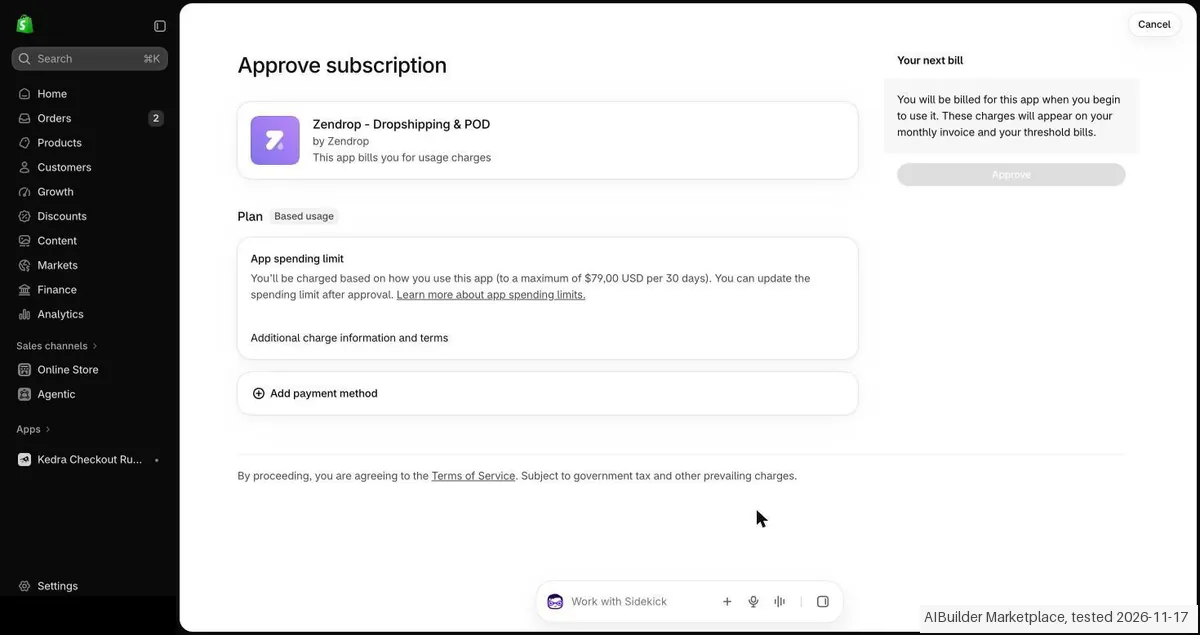 Search ⌘K
Home
Orders 2
Products
Customers
Growth
Discounts
Content
Markets
Finance
Analytics
Sales channels
Online Store
Agentic
Apps
Kedra Checkout Ru...
Settings
Cancel
Approve subscription
Zendrop - Dropshipping & POD
by Zendrop
This app bills you for usage charges
Plan Based usage
App spending limit
You'll be charged based on how you use this app (to a maximum of $79,00 USD per 30 days). You can update the
spending limit after approval. Learn more about app spending limits.
Additional charge information and terms
Add payment method
By proceeding, you are agreeing to the Terms of Service. Subject to government tax and other prevailing charges.
Your next bill
You will be billed for this app when you begin
to use it. These charges will appear on your
monthly invoice and your threshold bills.
Approve
Work with Sidekick
AIBuilder Marketplace, tested 2026-11-17